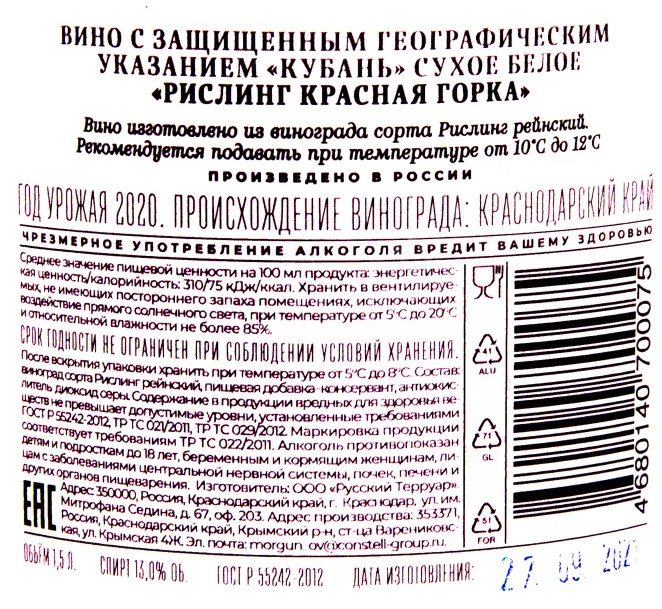 ВИНО С ЗАЩИЩЕННЫМ ГЕОГРАФИЧЕСКИМ
УКАЗАНИЕМ «КУБАНЬ» СУХОЕ БЕЛОЕ
«РИСЛИНГ КРАСНАЯ ГОРКА»
Вино изготовлено из винограда сорта Рислинг рейнский.
Рекомендуется подавать при температуре от 10°С до 12°С
ПРОИЗВЕДЕНО В РОССИИ
ГОД УРОЖАЯ 2020. ПРОИСХОЖДЕНИЕ ВИНОГРАДА: КРАСНОДАРСКИЙ КРАЙ
ЧРЕЗМЕРНОЕ УПОТРЕБЛЕНИЕ АЛКОГОЛЯ ВРЕДИТ ВАШЕМУ ЗДОРОВЬЮ
Среднее значение пищевой ценности на 100 мл продукта: энергетичес-
кая ценность/калорийность: 310/75 кДж/ккал. Хранить в вентилируе-
мых, не имеющих постороннего запаха помещениях, исключающих
воздействие прямого солнечного света, при температуре от 5°С до 20°С
и относительной влажности не более 85%.
СРОК ГОДНОСТИ НЕ ОГРАНИЧЕН ПРИ СОБЛЮДЕНИИ УСЛОВИЙ ХРАНЕНИЯ.
После вскрытия упаковки хранить при температуре от 5°С до 8°С. Состав:
виноград сорта Рислинг рейнский, пищевая добавка-консервант, антиокис-
литель диоксид серы. Содержание в продукции вредных для здоровья ве-
ществ не превышает допустимые уровни, установленные требованиями
ГОСТ Р 55242-2012, ТР ТС 021/2011, ТР ТС 029/2012. Маркировка продукции
соответствует требованиям ТР ТС 022/2011. Алкоголь противопоказан
детям и подросткам до 18 лет, беременным и кормящим женщинам, ли-
цам с заболеваниями центральной нервной системы, почек, печени и
других органов пищеварения. Изготовитель: ООО «Русский Терруар».
Адрес: 350000, Россия, Краснодарский край, г. Краснодар, ул. им.
Митрофана Седина, д. 67, оф. 203. Адрес производства: 353371,
Россия, Краснодарский край, Крымский р-н, ст-ца Варениковс-
кая, ул. Крымская 4Ж. Эл. почта: morgun_ov@constell-group.ru.
EAC
41
ALU
71
GL
51
FOR
4680140700075
ОБЪЁМ 1,5 Л. СПИРТ 13,0% ОБ. ГОСТ Р 55242-2012 ДАТА ИЗГОТОВЛЕНИЯ: 27. 09